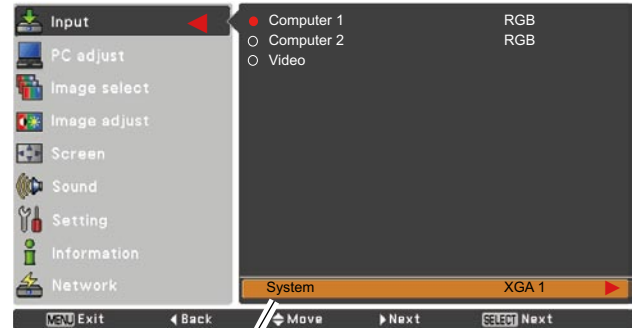 Input
PC adjust
Image select
Image adjust
Screen
Sound
Setting
Information
Network
Computer 1 RGB
Computer 2 RGB
Video
System XGA 1
MENU Exit Back Move Next SELECT Next